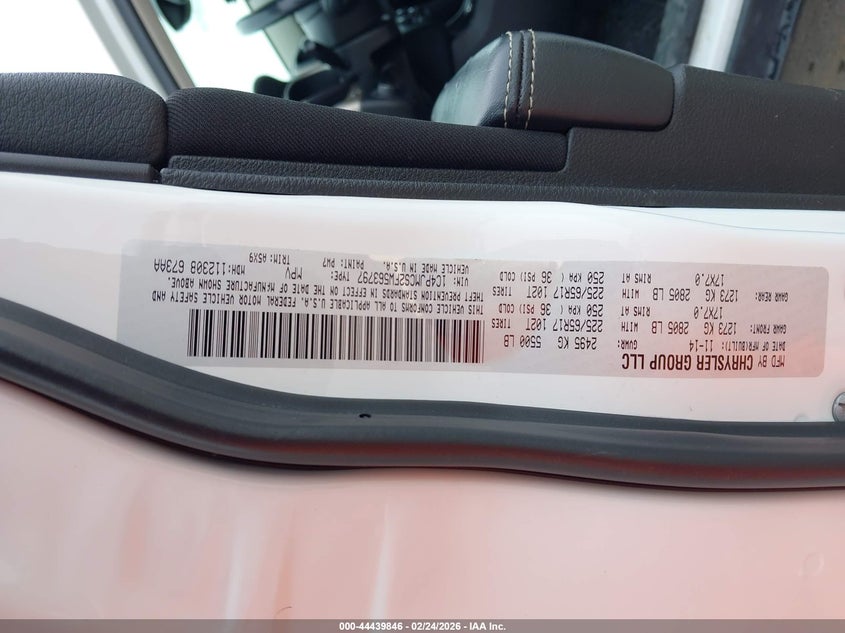 MFD BY CHRYSLER GROUP LLC
DATE OF MFR(BUILT): 11-14 GVWR: 2495 KG 5500 LB
GAWR FRONT: 1273 KG 2805 LB WITH 225/65R17 102T TIRES
17X7.0 RIMS AT 250 KPA ( 36 PSI) COLD
GAWR REAR: 1273 KG 2805 LB WITH 225/65R17 102T TIRES
17X7.0 RIMS AT 250 KPA ( 36 PSI) COLD
THIS VEHICLE CONFORMS TO ALL APPLICABLE U.S.A. FEDERAL MOTOR VEHICLE SAFETY AND
THEFT PREVENTION STANDARDS IN EFFECT ON THE DATE OF MANUFACTURE SHOWN ABOVE.
VIN: 1C4PJMCS2FW563797 TYPE: MPV MDH:11230B 673AA
VEHICLE MADE IN U.S.A. PAINT: PW7 TRIM: A5X9
000-44439846 - 02/24/2026 - IAA Inc.